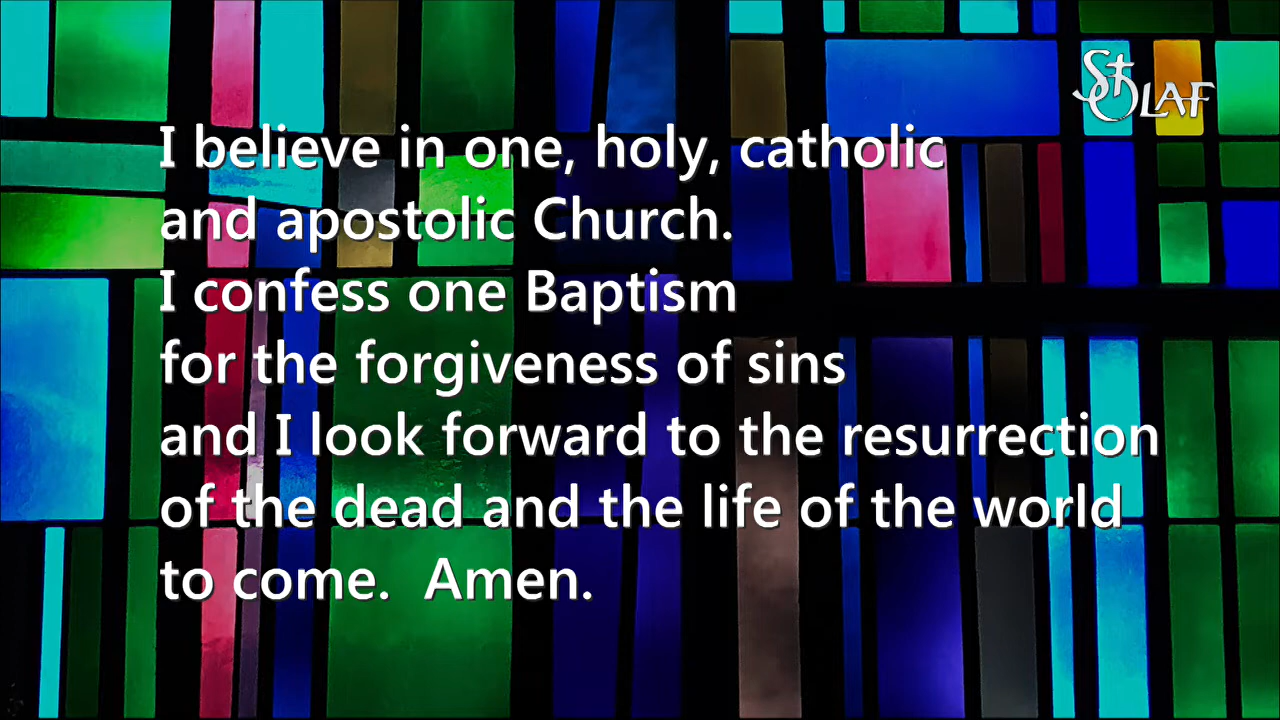 St OLAF
I believe in one, holy, catholic
and apostolic Church.
I confess one Baptism
for the forgiveness of sins
and I look forward to the resurrection
of the dead and the life of the world
to come.  Amen.